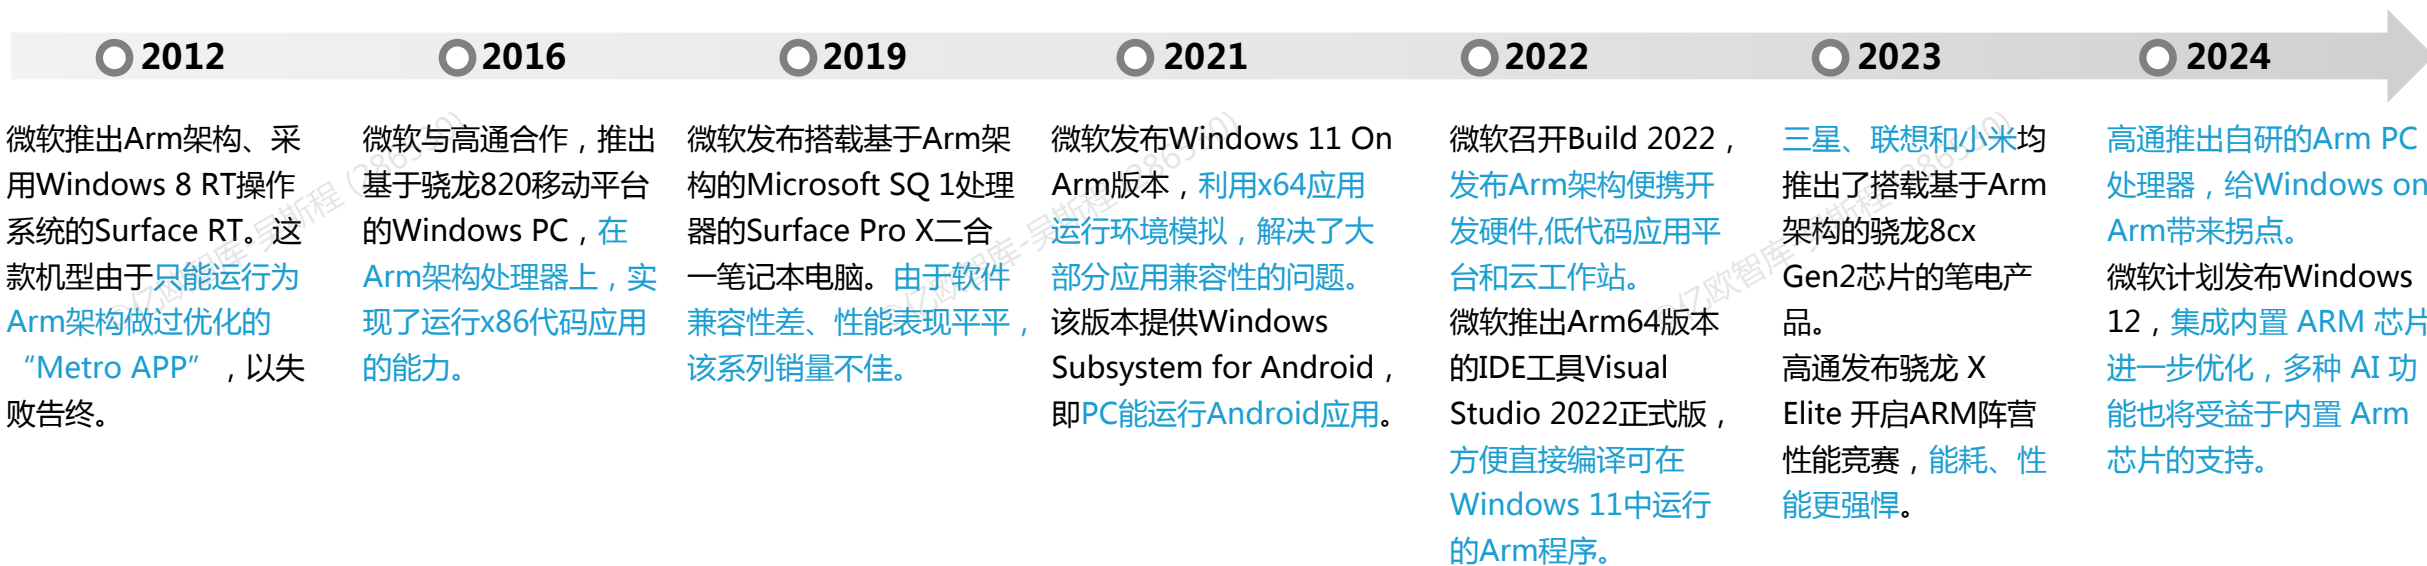 2012
2016
2019
2021
2022
2023
2024
微软推出Arm架构、采
用Windows 8 RT操作
系统的Surface RT。这
款机型由于只能运行为
Arm架构做过优化的
“Metro APP”，以失
败告终。
微软与高通合作，推出
基于骁龙820移动平台
的Windows PC，在
Arm架构处理器上，实
现了运行x86代码应用
的能力。
微软发布搭载基于Arm架
构的Microsoft SQ 1处理
器的Surface Pro X二合
一笔记本电脑。由于软件
兼容性差、性能表现平平，
该系列销量不佳。
微软发布Windows 11 On
Arm版本，利用x64应用
运行环境模拟，解决了大
部分应用兼容性的问题。
该版本提供Windows
Subsystem for Android，
即PC能运行Android应用。
微软召开Build 2022，
发布Arm架构便携开
发硬件,低代码应用平
台和云工作站。
微软推出Arm64版本
的IDE工具Visual
Studio 2022正式版，
方便直接编译可在
Windows 11中运行
的Arm程序。
三星、联想和小米均
推出了搭载基于Arm
架构的骁龙8cx
Gen2芯片的笔电产
品。
高通发布骁龙 X
Elite 开启ARM阵营
性能竞赛，能耗、性
能更强悍。
高通推出自研的Arm PC
处理器，给Windows on
Arm带来拐点。
微软计划发布Windows
12，集成内置 ARM 芯片
进一步优化，多种 AI 功
能也将受益于内置 Arm
芯片的支持。